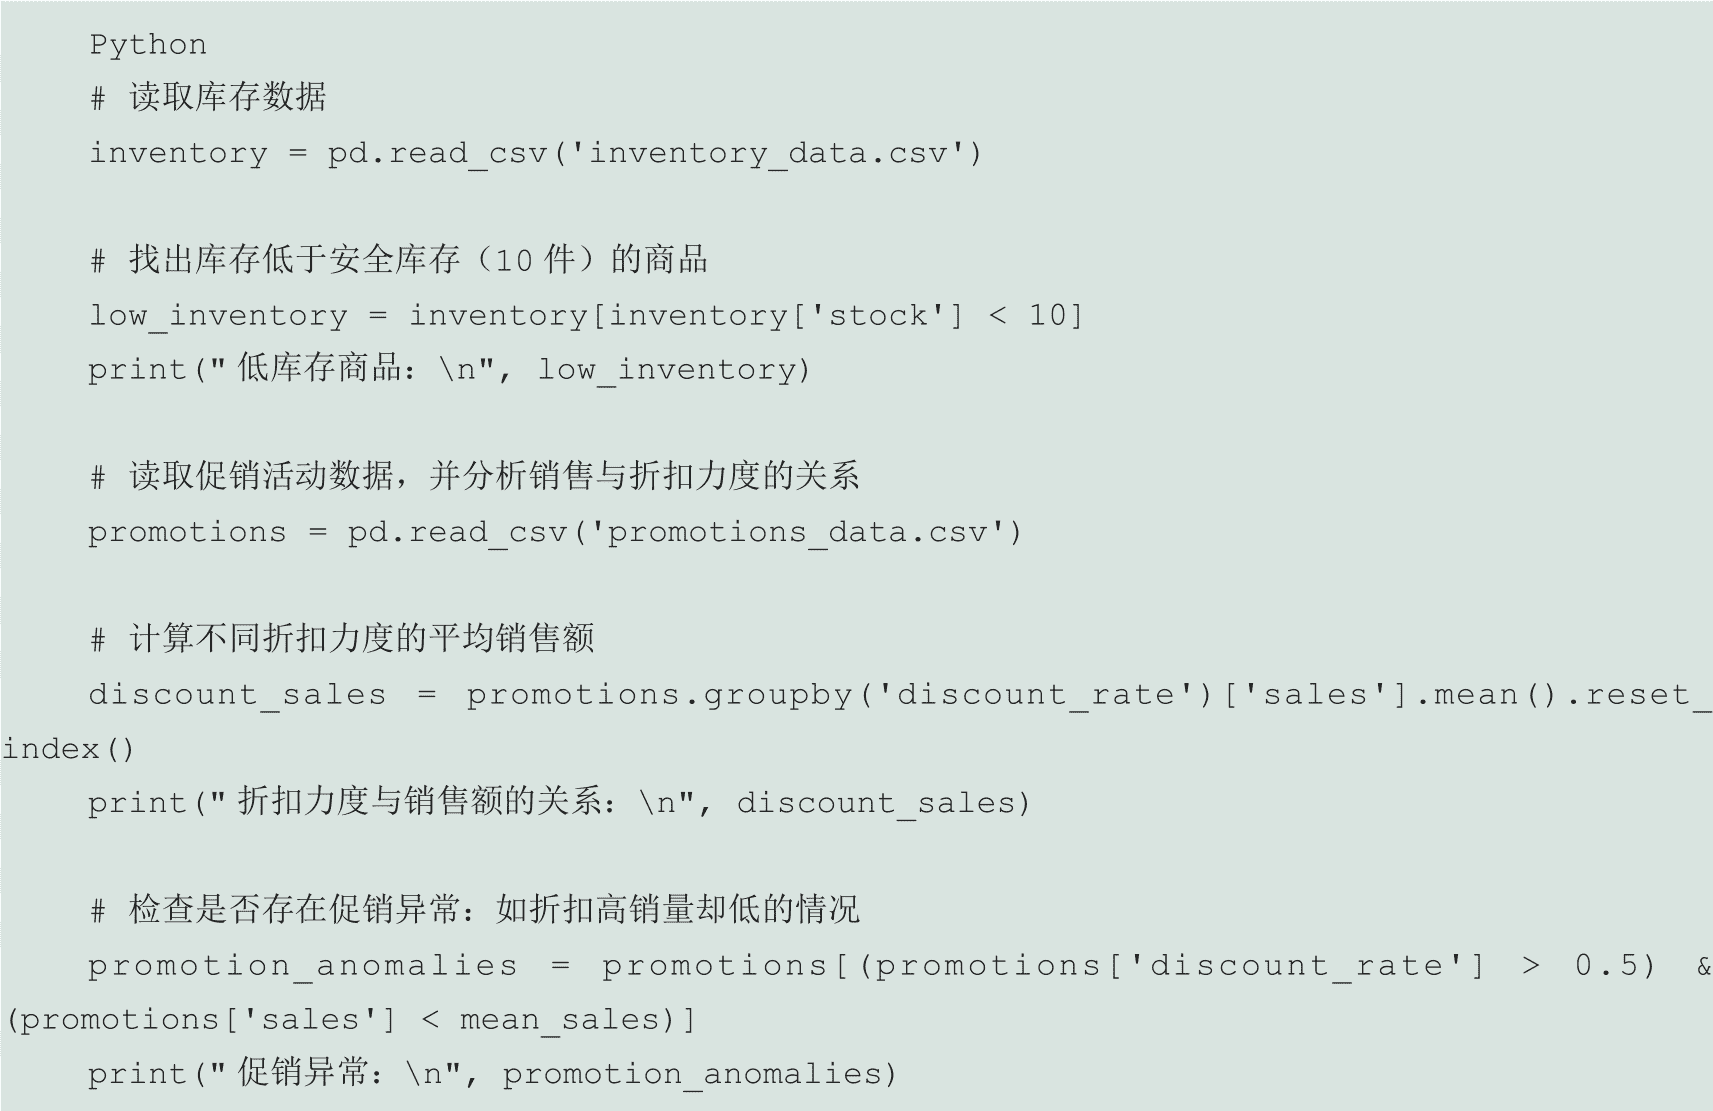 Python
# 读取库存数据
inventory = pd.read_csv('inventory_data.csv')
# 找出库存低于安全库存（10 件）的商品
low_inventory = inventory[inventory['stock'] < 10]
print(" 低库存商品：\n", low_inventory)
# 读取促销活动数据，并分析销售与折扣力度的关系
promotions = pd.read_csv('promotions_data.csv')
# 计算不同折扣力度的平均销售额
discount_sales = promotions.groupby('discount_rate')['sales'].mean().reset_
index()
print(" 折扣力度与销售额的关系：\n", discount_sales)
# 检查是否存在促销异常：如折扣高销量却低的情况
promotion_anomalies = promotions[(promotions['discount_rate'] > 0.5) &
(promotions['sales'] < mean_sales)]
print(" 促销异常：\n", promotion_anomalies)